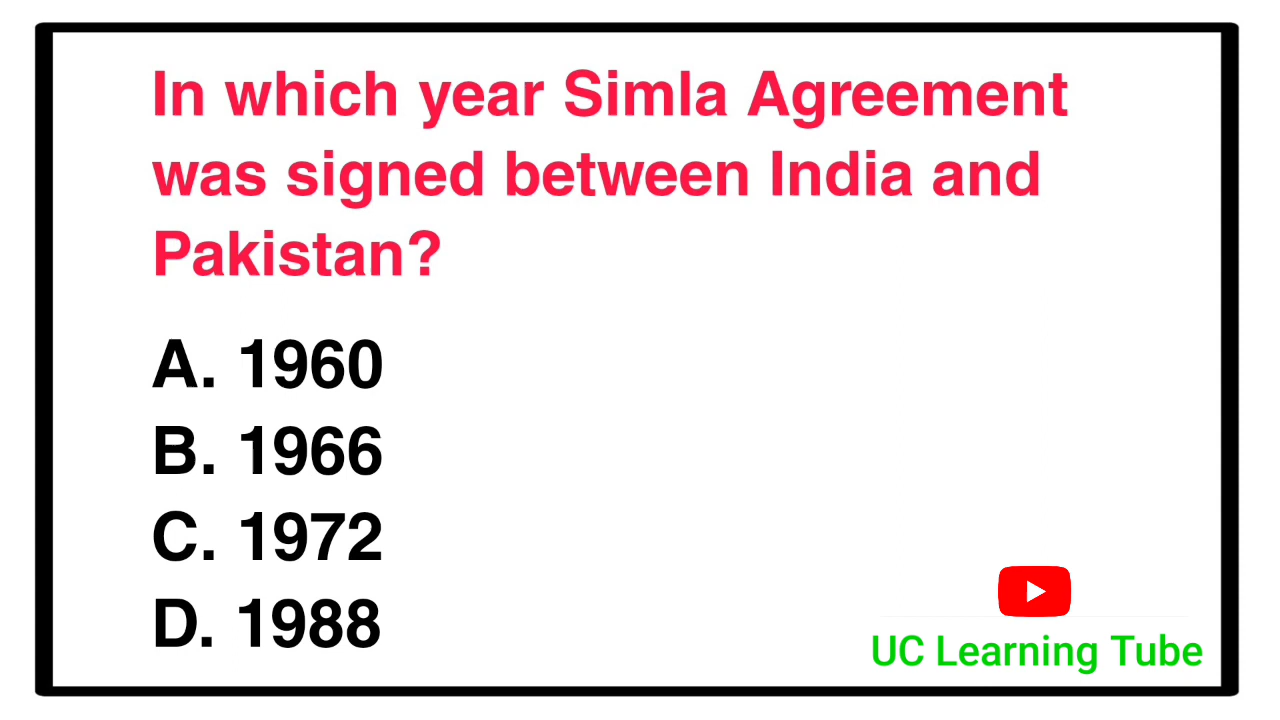 In which year Simla Agreement
was signed between India and
Pakistan?
A. 1960
B. 1966
C. 1972
D. 1988
UC Learning Tube